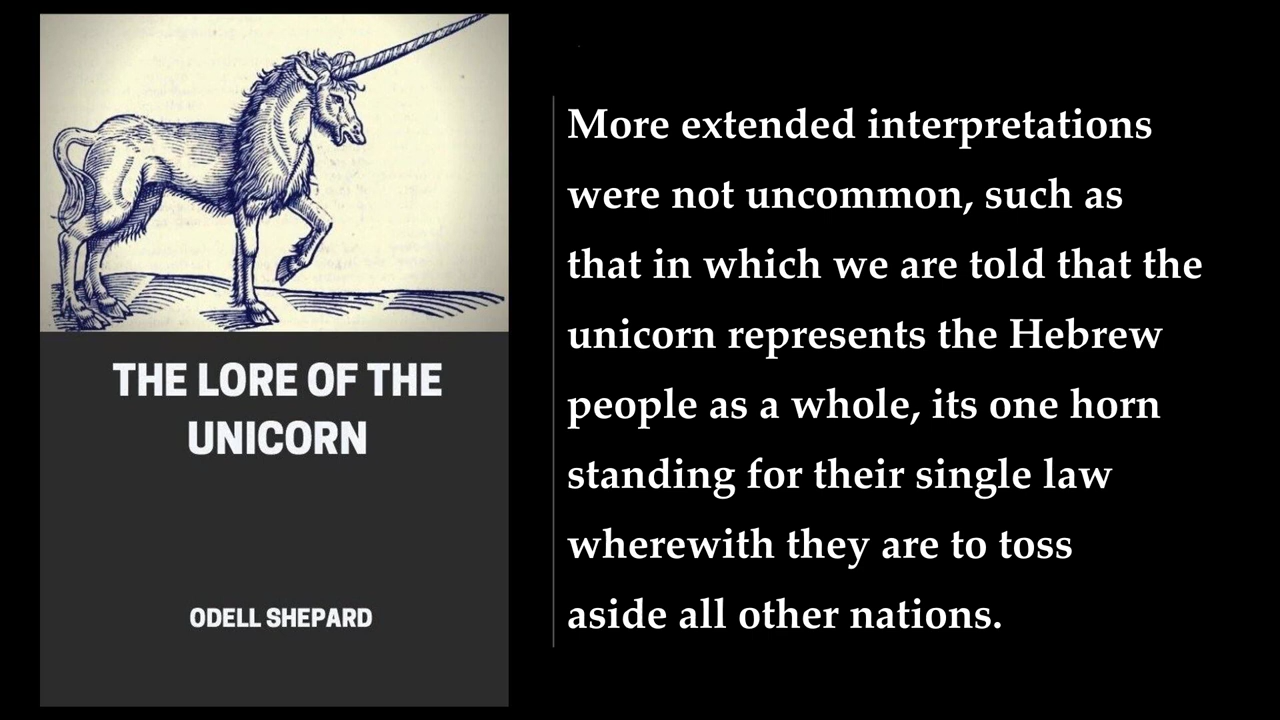 THE LORE OF THE
UNICORN
ODELL SHEPARD
More extended interpretations
were not uncommon, such as
that in which we are told that the
unicorn represents the Hebrew
people as a whole, its one horn
standing for their single law
wherewith they are to toss
aside all other nations.